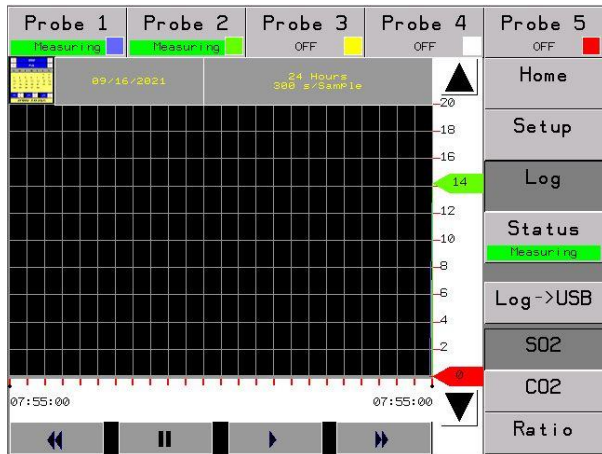 Probe 1
Measuring
Probe 2
Measuring
Probe 3
OFF
Probe 4
OFF
Probe 5
OFF
09/16/2021
24 Hours
300 s/Sample
20
18
16
14
12
10
8
6
4
2
0
07:55:00
07:55:00
Home
Setup
Log
Status
Measuring
Log->USB
SO2
CO2
Ratio